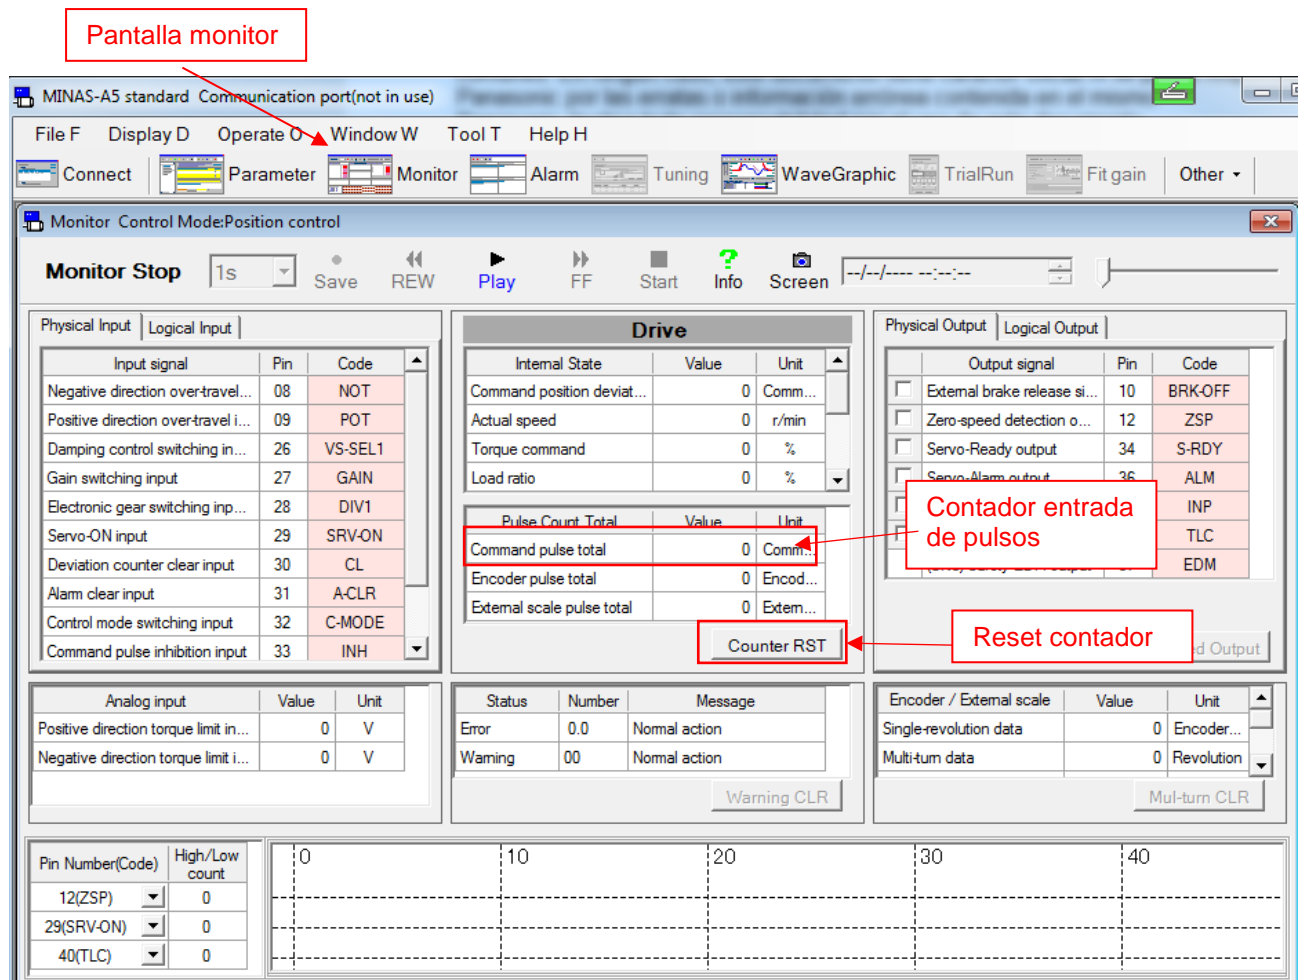 Pantalla monitor
MINAS-A5 standard Communication port(not in use)
File F Display D Operate O Window W Tool T Help H
Connect Parameter Monitor Alarm Tuning WaveGraphic TrialRun Fit gain Other
Monitor Control Mode:Position control
Monitor Stop 1s Save REW Play FF Start Info Screen --/--/---- --:--:--
Physical Input Logical Input
Input signal Pin Code
Negative direction over-travel... 08 NOT
Positive direction over-travel i... 09 POT
Damping control switching in... 26 VS-SEL1
Gain switching input 27 GAIN
Electronic gear switching inp... 28 DIV1
Servo-ON input 29 SRV-ON
Deviation counter clear input 30 CL
Alarm clear input 31 A-CLR
Control mode switching input 32 C-MODE
Command pulse inhibition input 33 INH
Drive
Internal State Value Unit
Command position deviat... 0 Comm...
Actual speed 0 r/min
Torque command 0 %
Load ratio 0 %
Pulse Count Total Value Unit
Command pulse total 0 Comm...
Encoder pulse total 0 Encod...
External scale pulse total 0 Extern...
Counter RST
Physical Output Logical Output
Output signal Pin Code
External brake release si... 10 BRK-OFF
Zero-speed detection o... 12 ZSP
Servo-Ready output 34 S-RDY
Servo-Alarm output 36 ALM
INP
TLC
EDM
Contador entrada
de pulsos
Reset contador
ed Output
Analog input Value Unit
Positive direction torque limit in... 0 V
Negative direction torque limit i... 0 V
Status Number Message
Error 0.0 Normal action
Warning 00 Normal action
Warning CLR
Encoder / External scale Value Unit
Single-revolution data 0 Encoder...
Multi-turn data 0 Revolution
Mul-turn CLR
Pin Number(Code) High/Low
count
12(ZSP) 0
29(SRV-ON) 0
40(TLC) 0
0 10 20 30 40